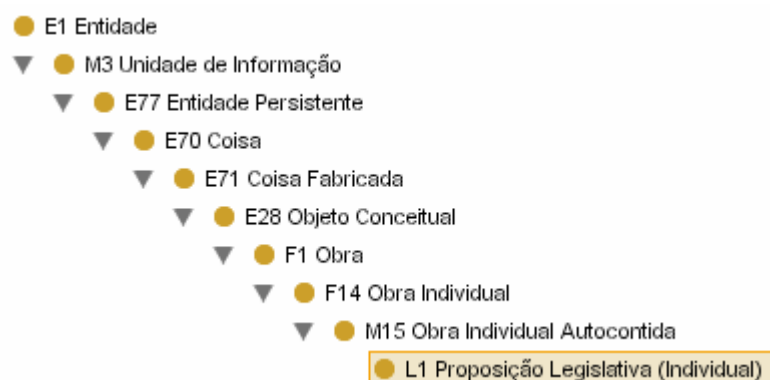 E1 Entidade
M3 Unidade de Informação
E77 Entidade Persistente
E70 Coisa
E71 Coisa Fabricada
E28 Objeto Conceitual
F1 Obra
F14 Obra Individual
M15 Obra Individual Autocontida
L1 Proposição Legislativa (Individual)